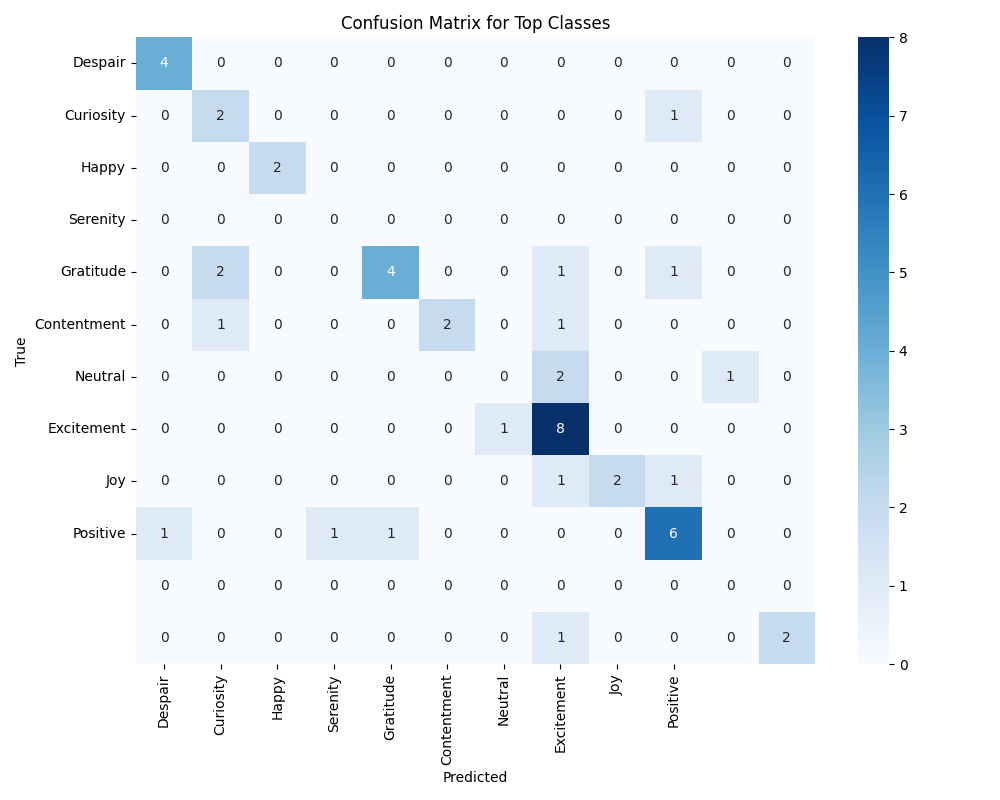 Confusion Matrix for Top Classes
Despair 4 0 0 0 0 0 0 0 0 0 0 0
Curiosity 0 2 0 0 0 0 0 0 0 1 0 0
Happy 0 0 2 0 0 0 0 0 0 0 0 0
Serenity 0 0 0 0 0 0 0 0 0 0 0 0
Gratitude 0 2 0 0 4 0 0 1 0 1 0 0
Contentment 0 1 0 0 0 2 0 1 0 0 0 0
Neutral 0 0 0 0 0 0 0 2 0 0 1 0
Excitement 0 0 0 0 0 0 1 8 0 0 0 0
Joy 0 0 0 0 0 0 0 1 2 1 0 0
Positive 1 0 0 1 1 0 0 0 0 6 0 0
0 0 0 0 0 0 0 0 0 0 0 0
0 0 0 0 0 0 0 1 0 0 0 2
True
Despair Curiosity Happy Serenity Gratitude Contentment Neutral Excitement Joy Positive
Predicted
8
7
6
5
4
3
2
1
0